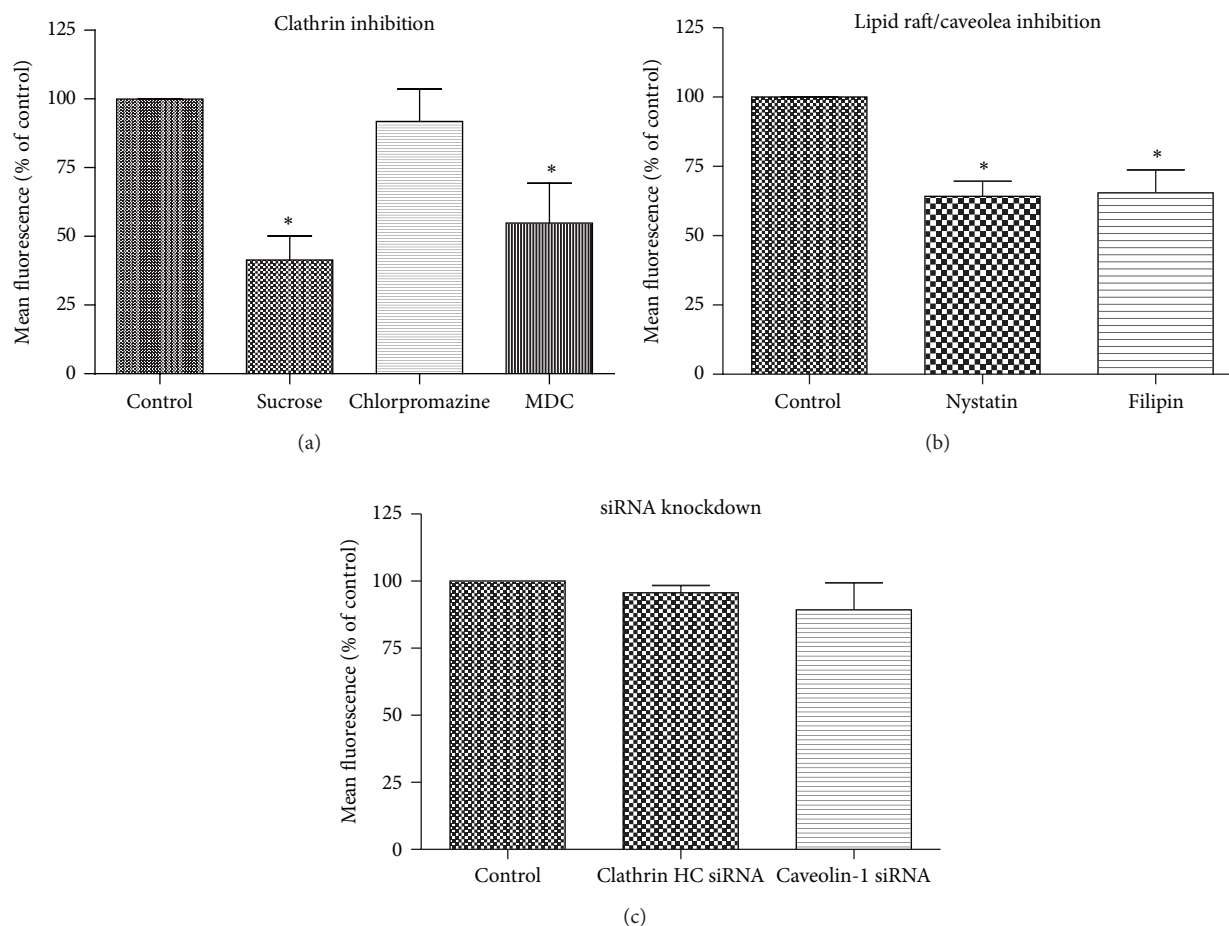 Clathrin inhibition
Mean fluorescence (% of control)
125
100
75
50
25
0
*
*
Control Sucrose Chlorpromazine MDC
(a)
Lipid raft/caveolea inhibition
Mean fluorescence (% of control)
125
100
75
50
25
0
*
*
Control Nystatin Filipin
(b)
siRNA knockdown
Mean fluorescence (% of control)
125
100
75
50
25
0
Control Clathrin HC siRNA Caveolin-1 siRNA
(c)